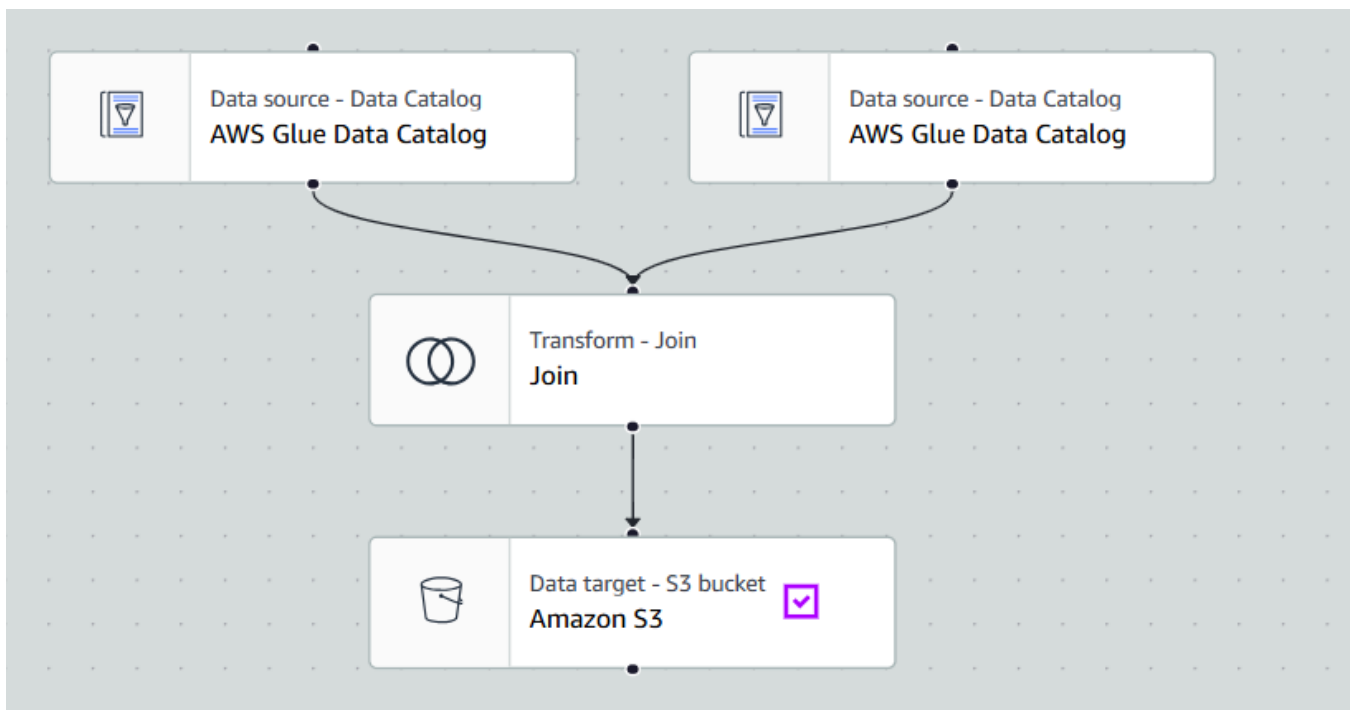 Data source - Data Catalog
AWS Glue Data Catalog
Data source - Data Catalog
AWS Glue Data Catalog
Transform - Join
Join
Data target - S3 bucket
Amazon S3